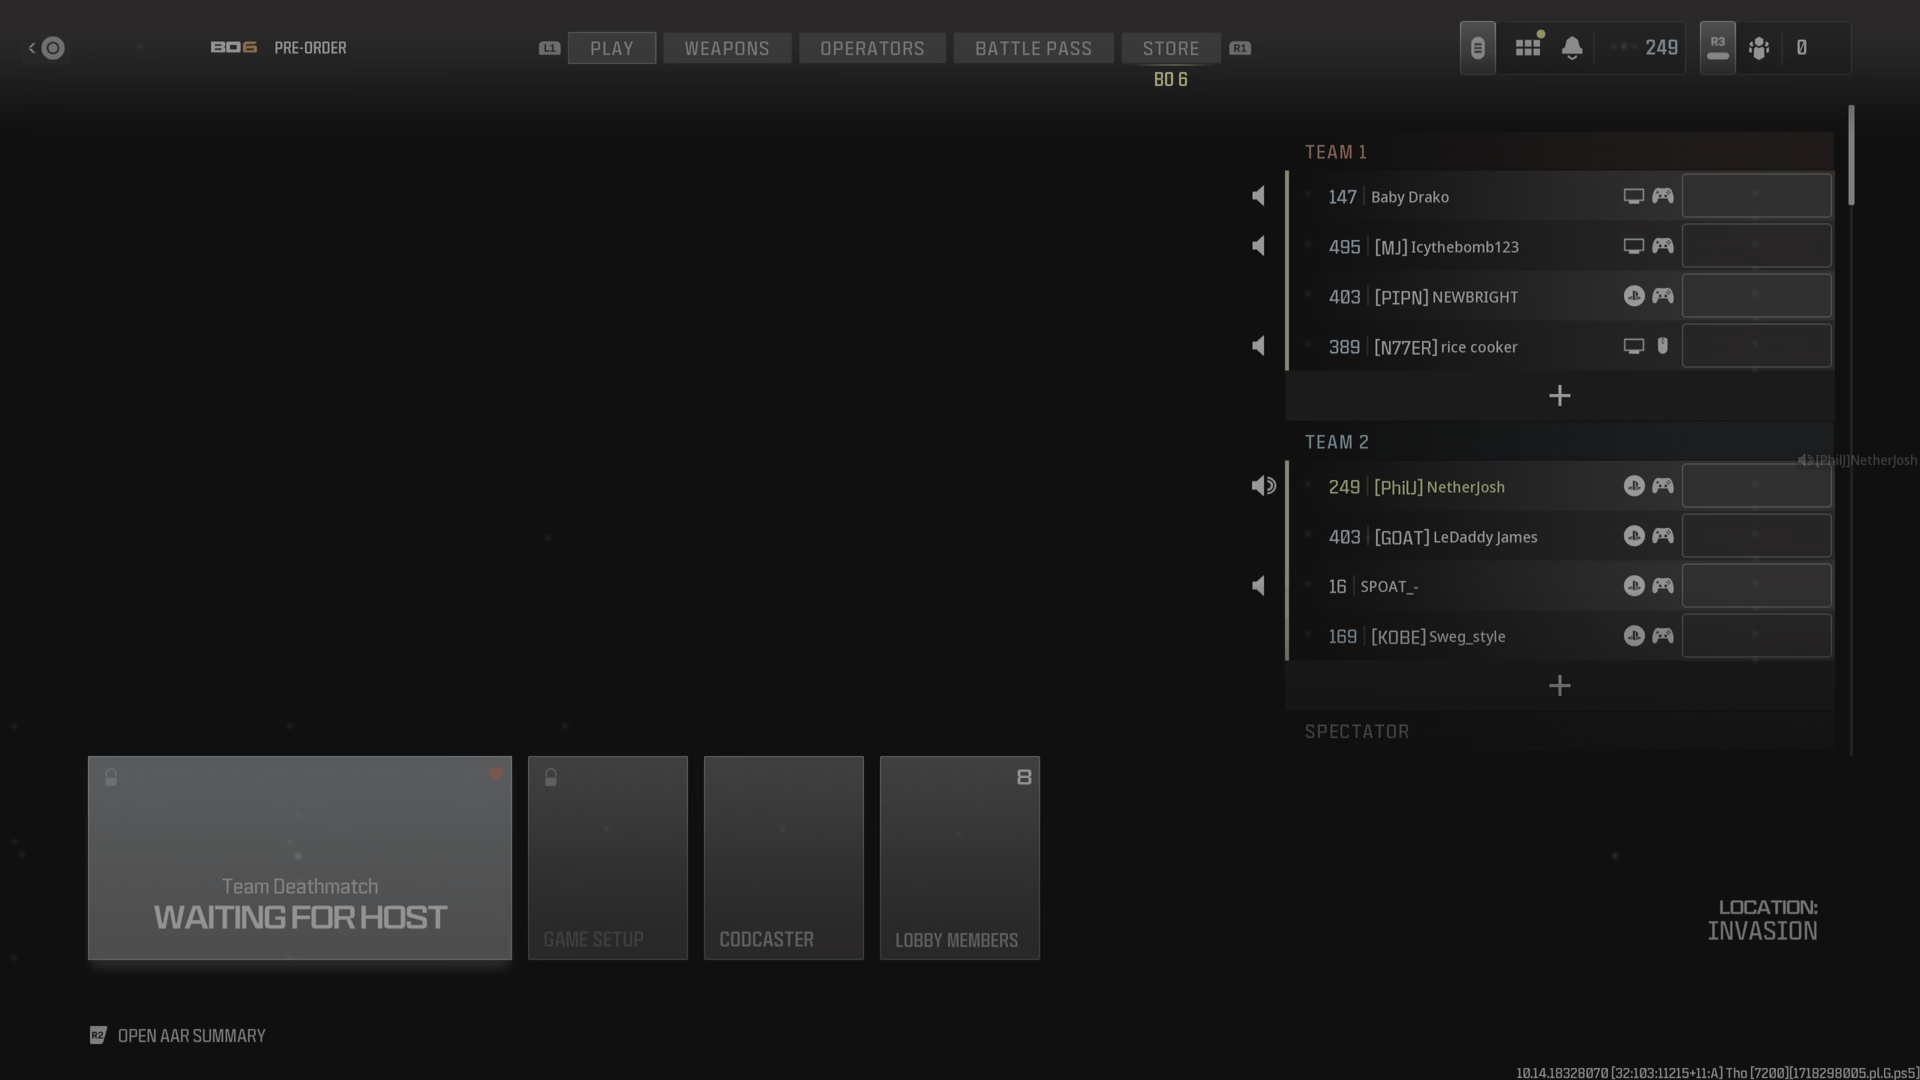 BO6 PRE-ORDER
L1 PLAY WEAPONS OPERATORS BATTLE PASS STORE R1
BO 6
249 R3 0
TEAM 1
147 Baby Drako
495 [MJ] Icythebomb123
403 [PIPN] NEWBRIGHT
389 [N77ER] rice cooker
+
TEAM 2
[PhilJ]NetherJosh
249 [PhilJ] NetherJosh
403 [GOAT] LeDaddy James
16 SPOAT_-
169 [KOBE] Sweg_style
+
SPECTATOR
Team Deathmatch
WAITING FOR HOST
GAME SETUP
CODCASTER
8
LOBBY MEMBERS
LOCATION:
INVASION
R2 OPEN AAR SUMMARY
10.14.18328070 [32:103:11215+11:A] Tho [7200][1718298005.pl.G.ps5]